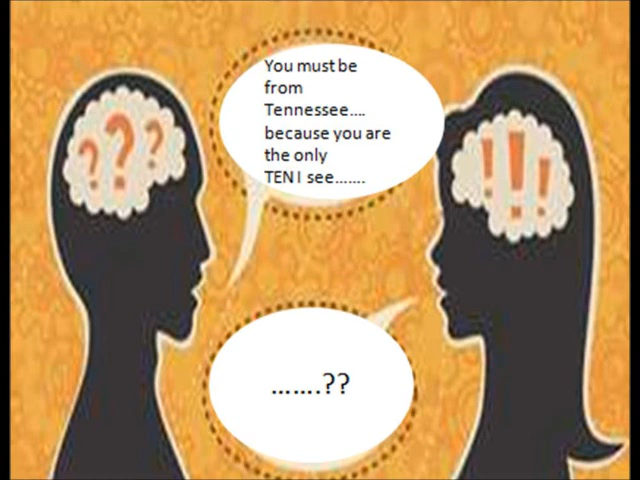 You must be
from
Tennessee....
because you are
the only
TEN I see.......
.......??
???
!!!